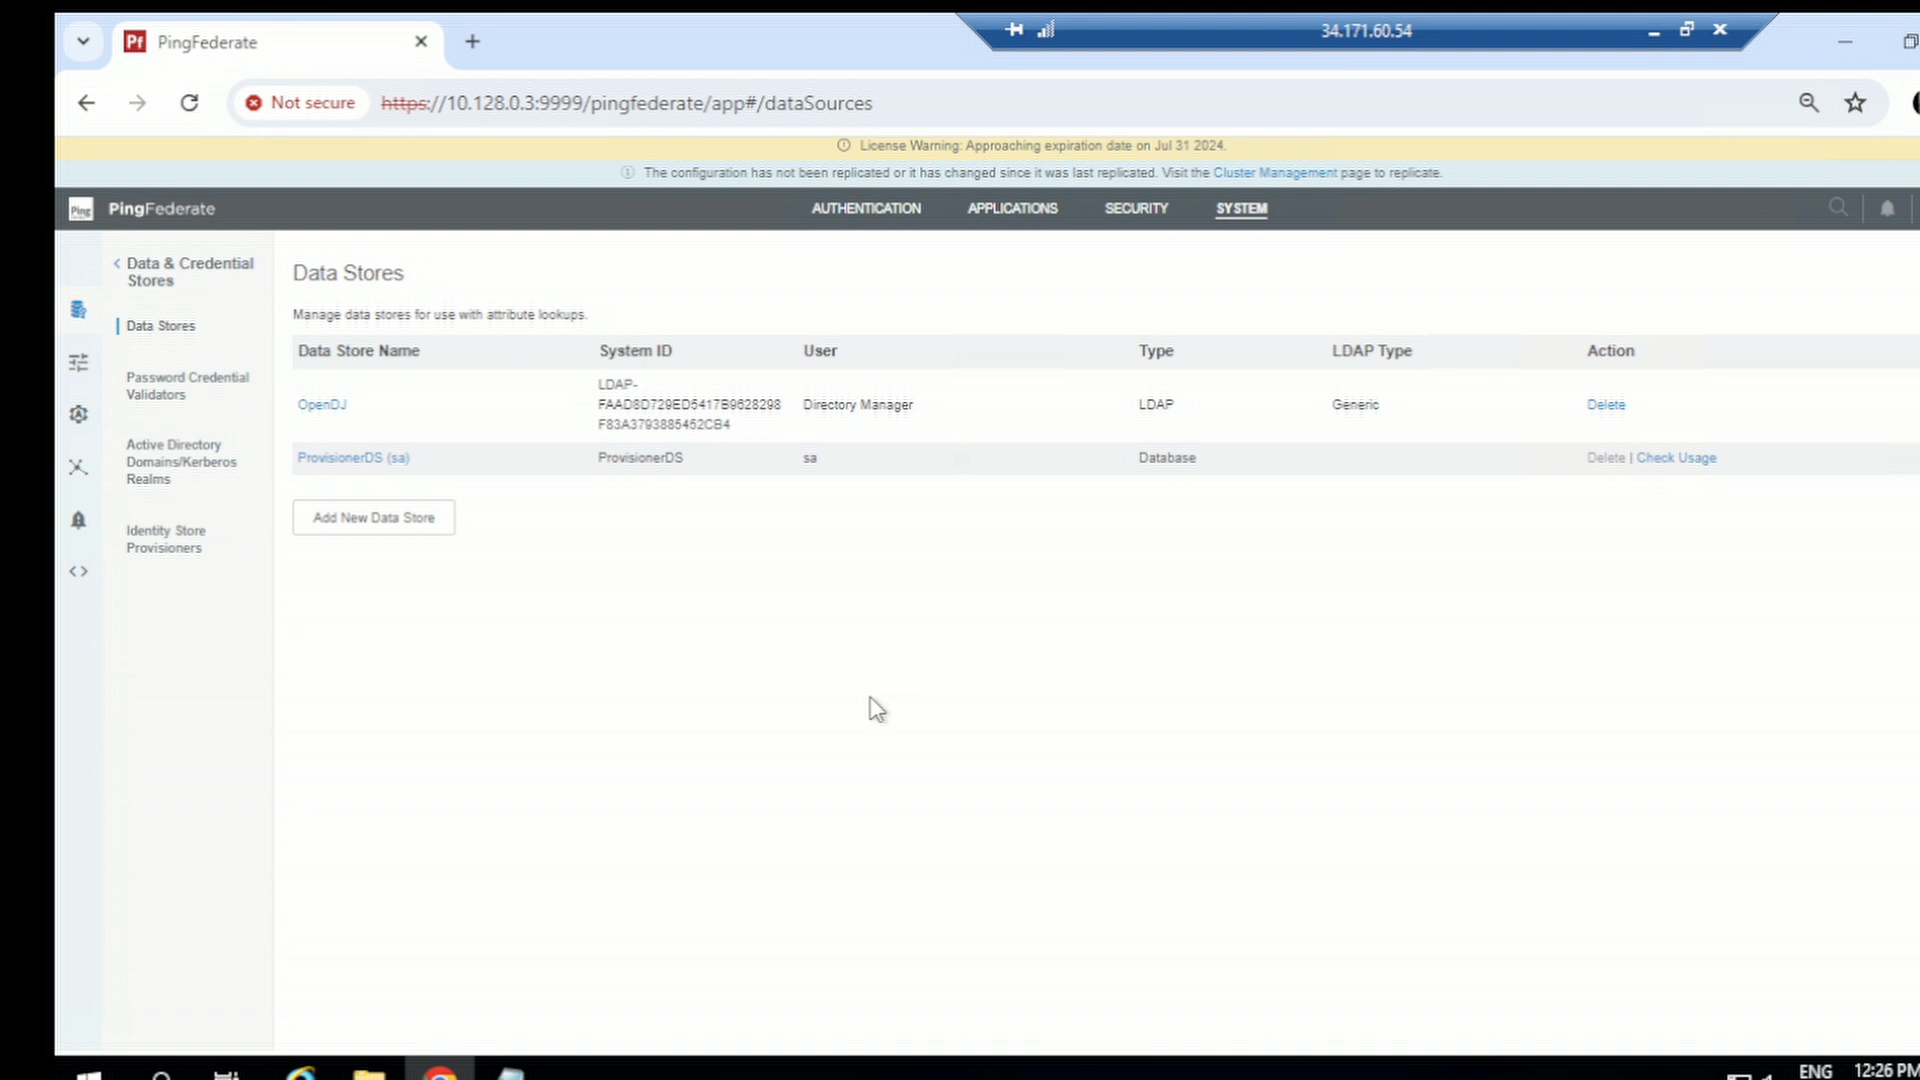 PingFederate
34.171.60.54
Not secure
https://10.128.0.3:9999/pingfederate/app#/dataSources
License Warning: Approaching expiration date on Jul 31 2024.
The configuration has not been replicated or it has changed since it was last replicated. Visit the Cluster Management page to replicate.
Ping
PingFederate
AUTHENTICATION
APPLICATIONS
SECURITY
SYSTEM
Data & Credential
Stores
Data Stores
Password Credential
Validators
Active Directory
Domains/Kerberos
Realms
Identity Store
Provisioners
Data Stores
Manage data stores for use with attribute lookups.
Data Store Name System ID User Type LDAP Type Action
LDAP-
OpenDJ FAAD8D729ED5417B9628298 Directory Manager LDAP Generic Delete
F83A3793885452CB4
ProvisionerDS (sa) ProvisionerDS sa Database Delete | Check Usage
Add New Data Store
ENG 12:26 PM